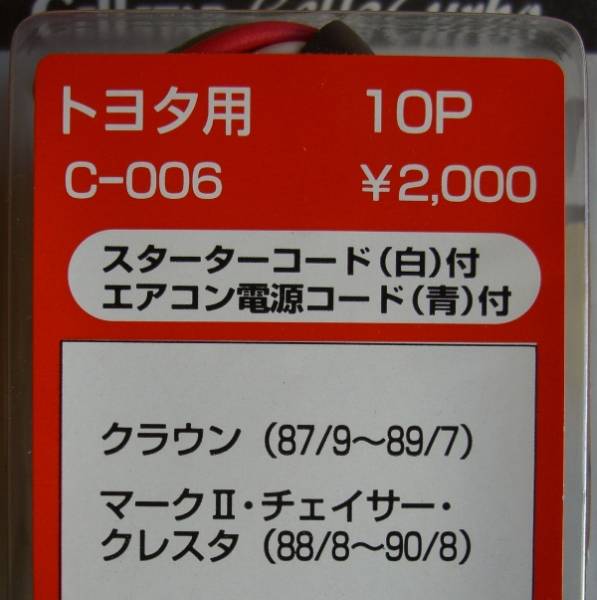 トヨタ用 10P
C-006 ¥2,000
スターターコード(白)付
エアコン電源コード(青)付
クラウン (87/9〜89/7)
マークⅡ・チェイサー・
クレスタ (88/8〜90/8)